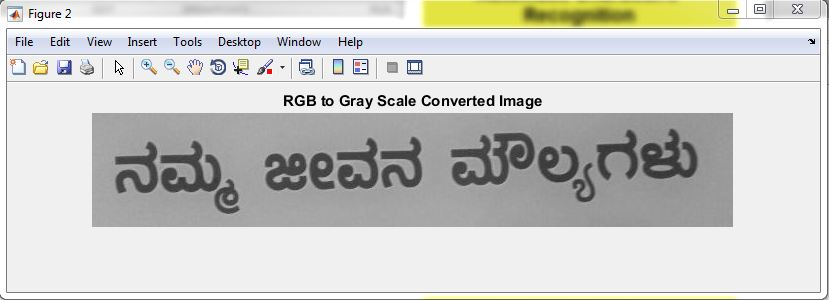 Recognition
Figure 2
File Edit View Insert Tools Desktop Window Help
RGB to Gray Scale Converted Image
ನಮ್ಮ ಜೀವನ ಮೌಲ್ಯಗಳು